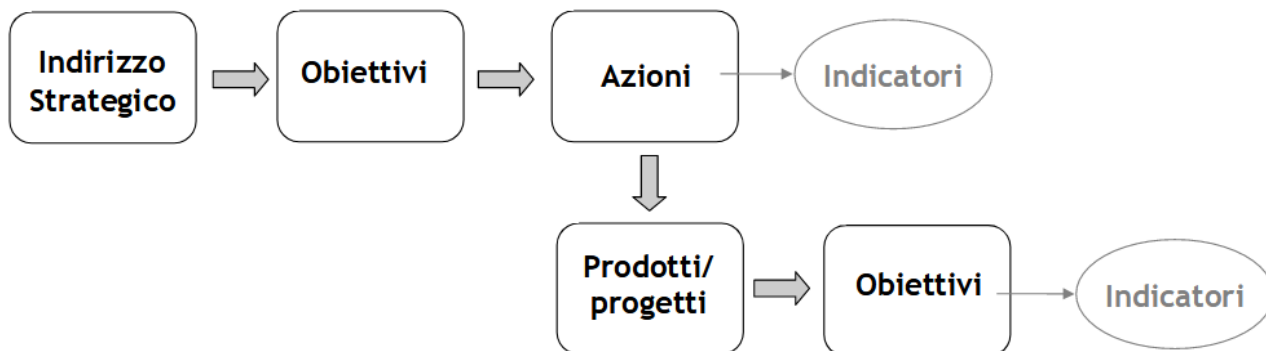 Indirizzo
Strategico
Obiettivi
Azioni
Indicatori
Prodotti/
progetti
Obiettivi
Indicatori